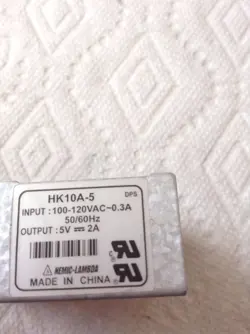 HK10A-5 DPS
INPUT : 100-120VAC~0.3A
50/60Hz
OUTPUT : 5V ⎓ 2A
NEMIC-LAMBDA
MADE IN CHINA